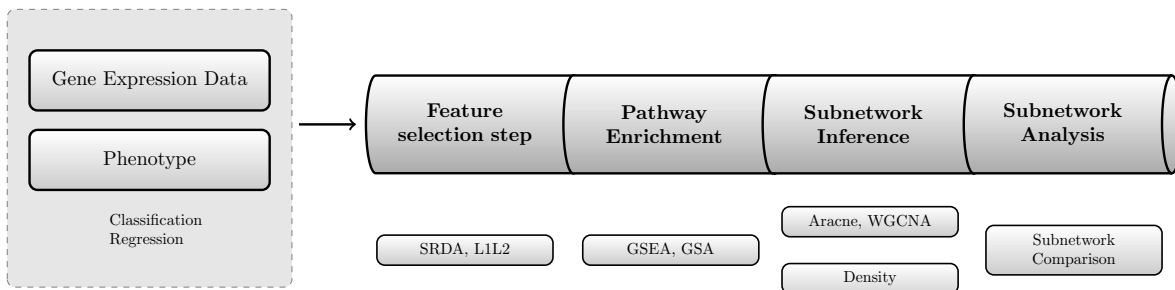 Gene Expression Data
Phenotype
Classification
Regression
Feature
selection step
Pathway
Enrichment
Subnetwork
Inference
Subnetwork
Analysis
SRDA, L1L2
GSEA, GSA
Aracne, WGCNA
Density
Subnetwork
Comparison